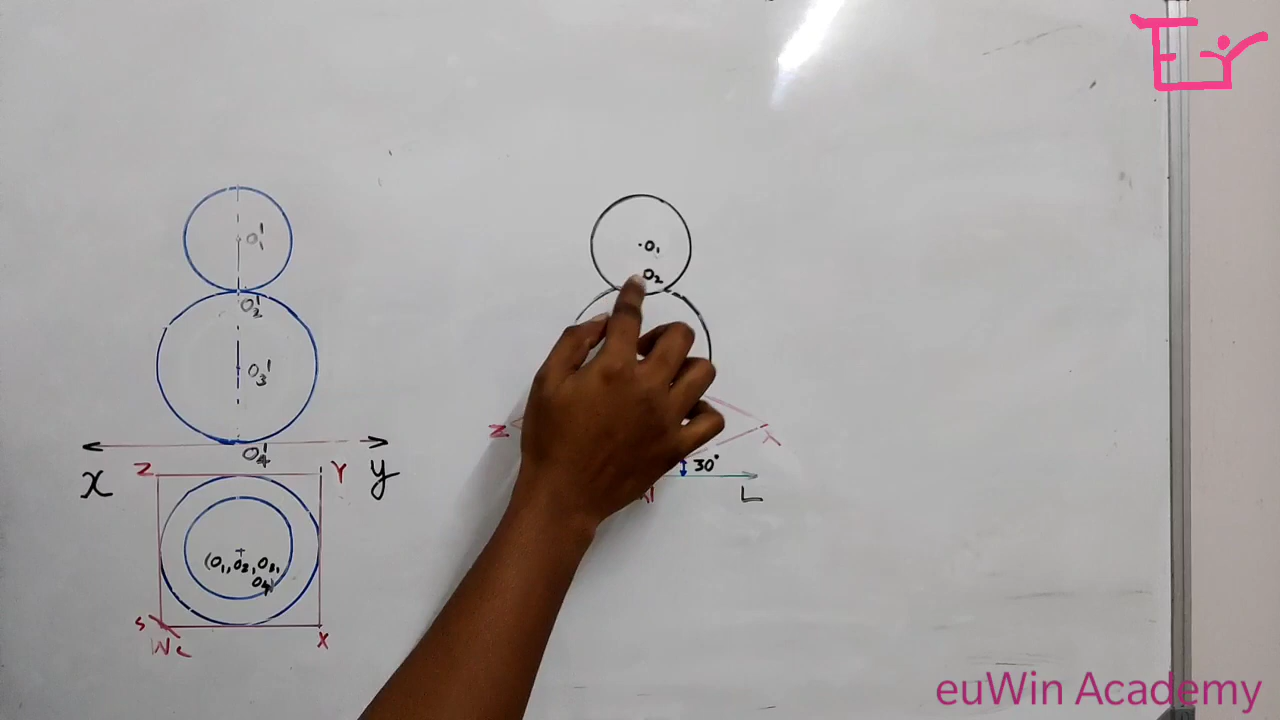 O₁'
O₂'
O₃'
O₄'
x
y
Z
Y
(O₁,O₂,O₃,
O₄)
S
W
X
O₁
O₂
Z
30°
L
euWin Academy